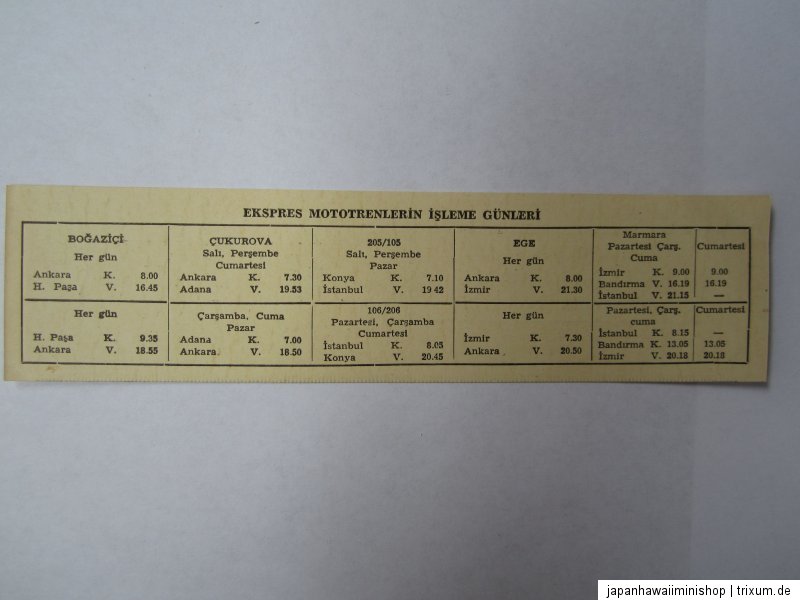 EKSPRES MOTOTRENLERİN İŞLEME GÜNLERİ
BOĞAZİÇİ
Her gün
Ankara K. 8.00
H. Paşa V. 16.45
ÇUKUROVA
Salı, Perşembe
Cumartesi
Ankara K. 7.30
Adana V. 19.53
205/105
Salı, Perşembe
Pazar
Konya K. 7.10
İstanbul V. 19 42
EGE
Her gün
Ankara K. 8.00
İzmir V. 21.30
Marmara
Pazartesi Çarş.
Cuma
Cumartesi
İzmir K. 9.00 9.00
Bandırma V. 16.19 16.19
İstanbul V. 21.15 —
Her gün
H. Paşa K. 9.35
Ankara V. 18.55
Çarşamba, Cuma
Pazar
Adana K. 7.00
Ankara V. 18.50
106/206
Pazartesi, Çarşamba
Cumartesi
İstanbul K. 8.05
Konya V. 20.45
Her gün
İzmir K. 7.30
Ankara V. 20.50
Pazartesi, Çarş.
cuma
Cumartesi
İstanbul K. 8.15 —
Bandırma K. 13.05 13.05
İzmir V. 20.18 20.18
japanhawaiiminishop | trixum.de